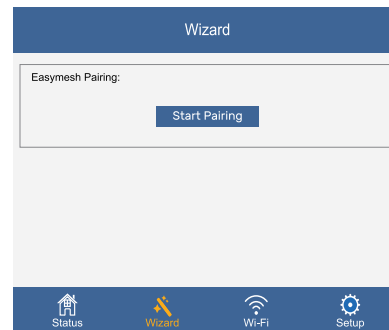 Wizard
Easymesh Pairing:
Start Pairing
Status Wizard Wi-Fi Setup